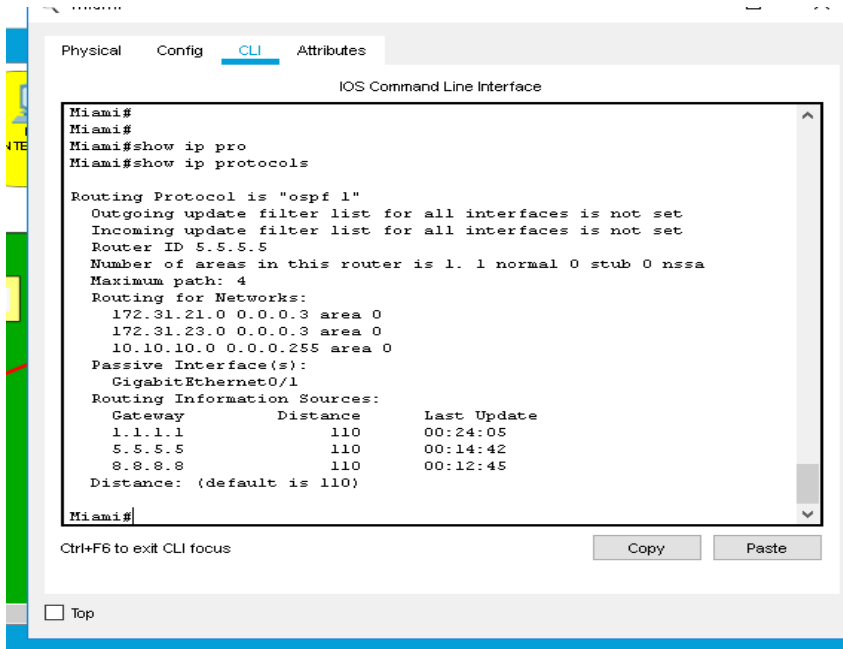 Physical Config CLI Attributes
IOS Command Line Interface
Miami#
Miami#
Miami#show ip pro
Miami#show ip protocols
Routing Protocol is "ospf 1"
Outgoing update filter list for all interfaces is not set
Incoming update filter list for all interfaces is not set
Router ID 5.5.5.5
Number of areas in this router is 1. 1 normal 0 stub 0 nssa
Maximum path: 4
Routing for Networks:
172.31.21.0 0.0.0.3 area 0
172.31.23.0 0.0.0.3 area 0
10.10.10.0 0.0.0.255 area 0
Passive Interface(s):
GigabitEthernet0/1
Routing Information Sources:
Gateway Distance Last Update
1.1.1.1 110 00:24:05
5.5.5.5 110 00:14:42
8.8.8.8 110 00:12:45
Distance: (default is 110)
Miami#
Ctrl+F6 to exit CLI focus
Copy Paste
Top